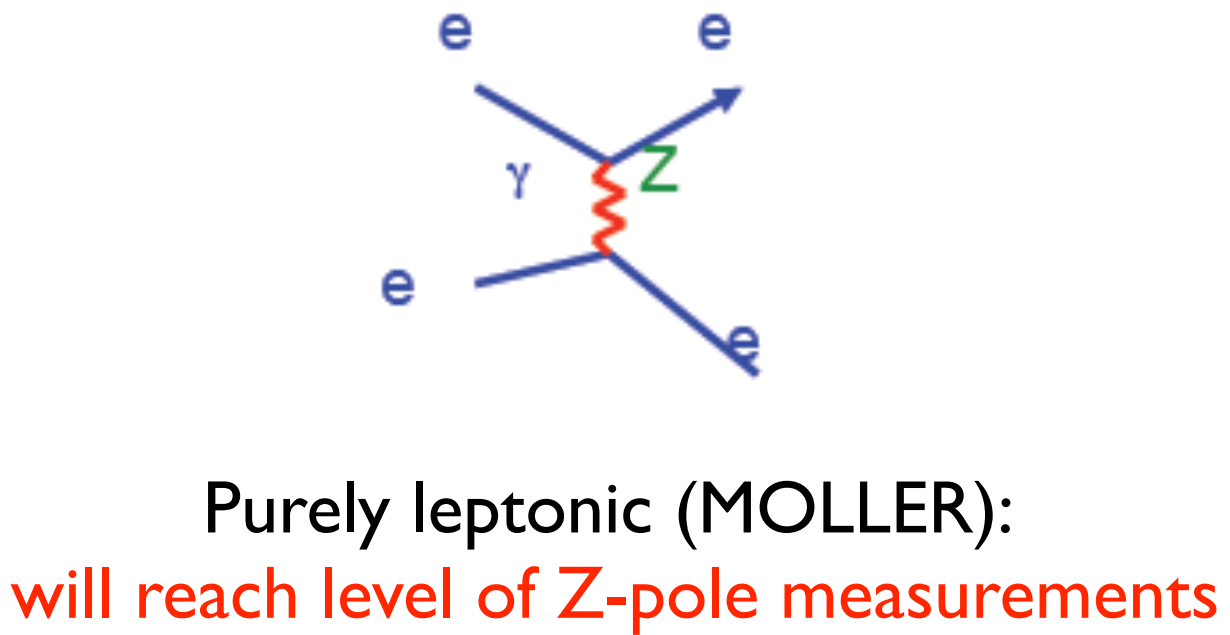 e e
γ Z
e
e
Purely leptonic (MOLLER):
will reach level of Z-pole measurements